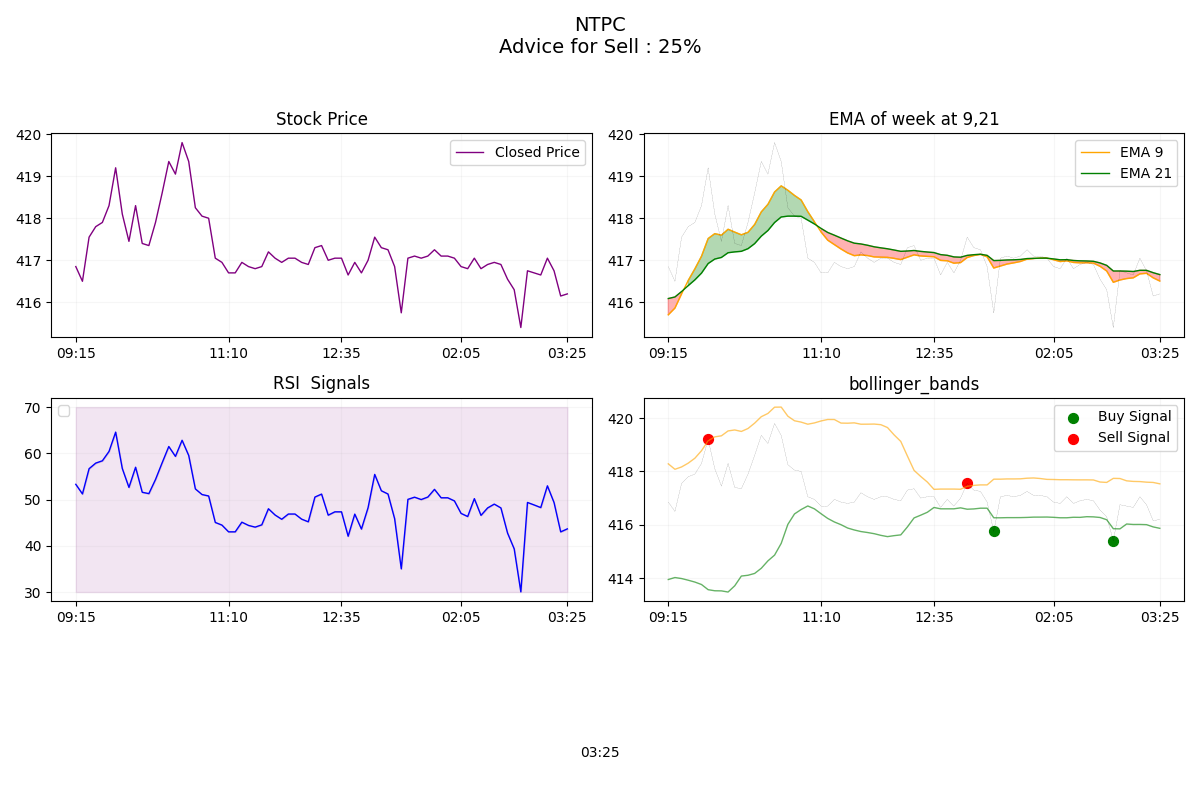 NTPC
Advice for Sell : 25%
Stock Price
420
419
418
417
416
Closed Price
09:15 11:10 12:35 02:05 03:25
EMA of week at 9,21
420
419
418
417
416
EMA 9
EMA 21
09:15 11:10 12:35 02:05 03:25
RSI  Signals
70
60
50
40
30
09:15 11:10 12:35 02:05 03:25
bollinger_bands
420
418
416
414
Buy Signal
Sell Signal
09:15 11:10 12:35 02:05 03:25
03:25